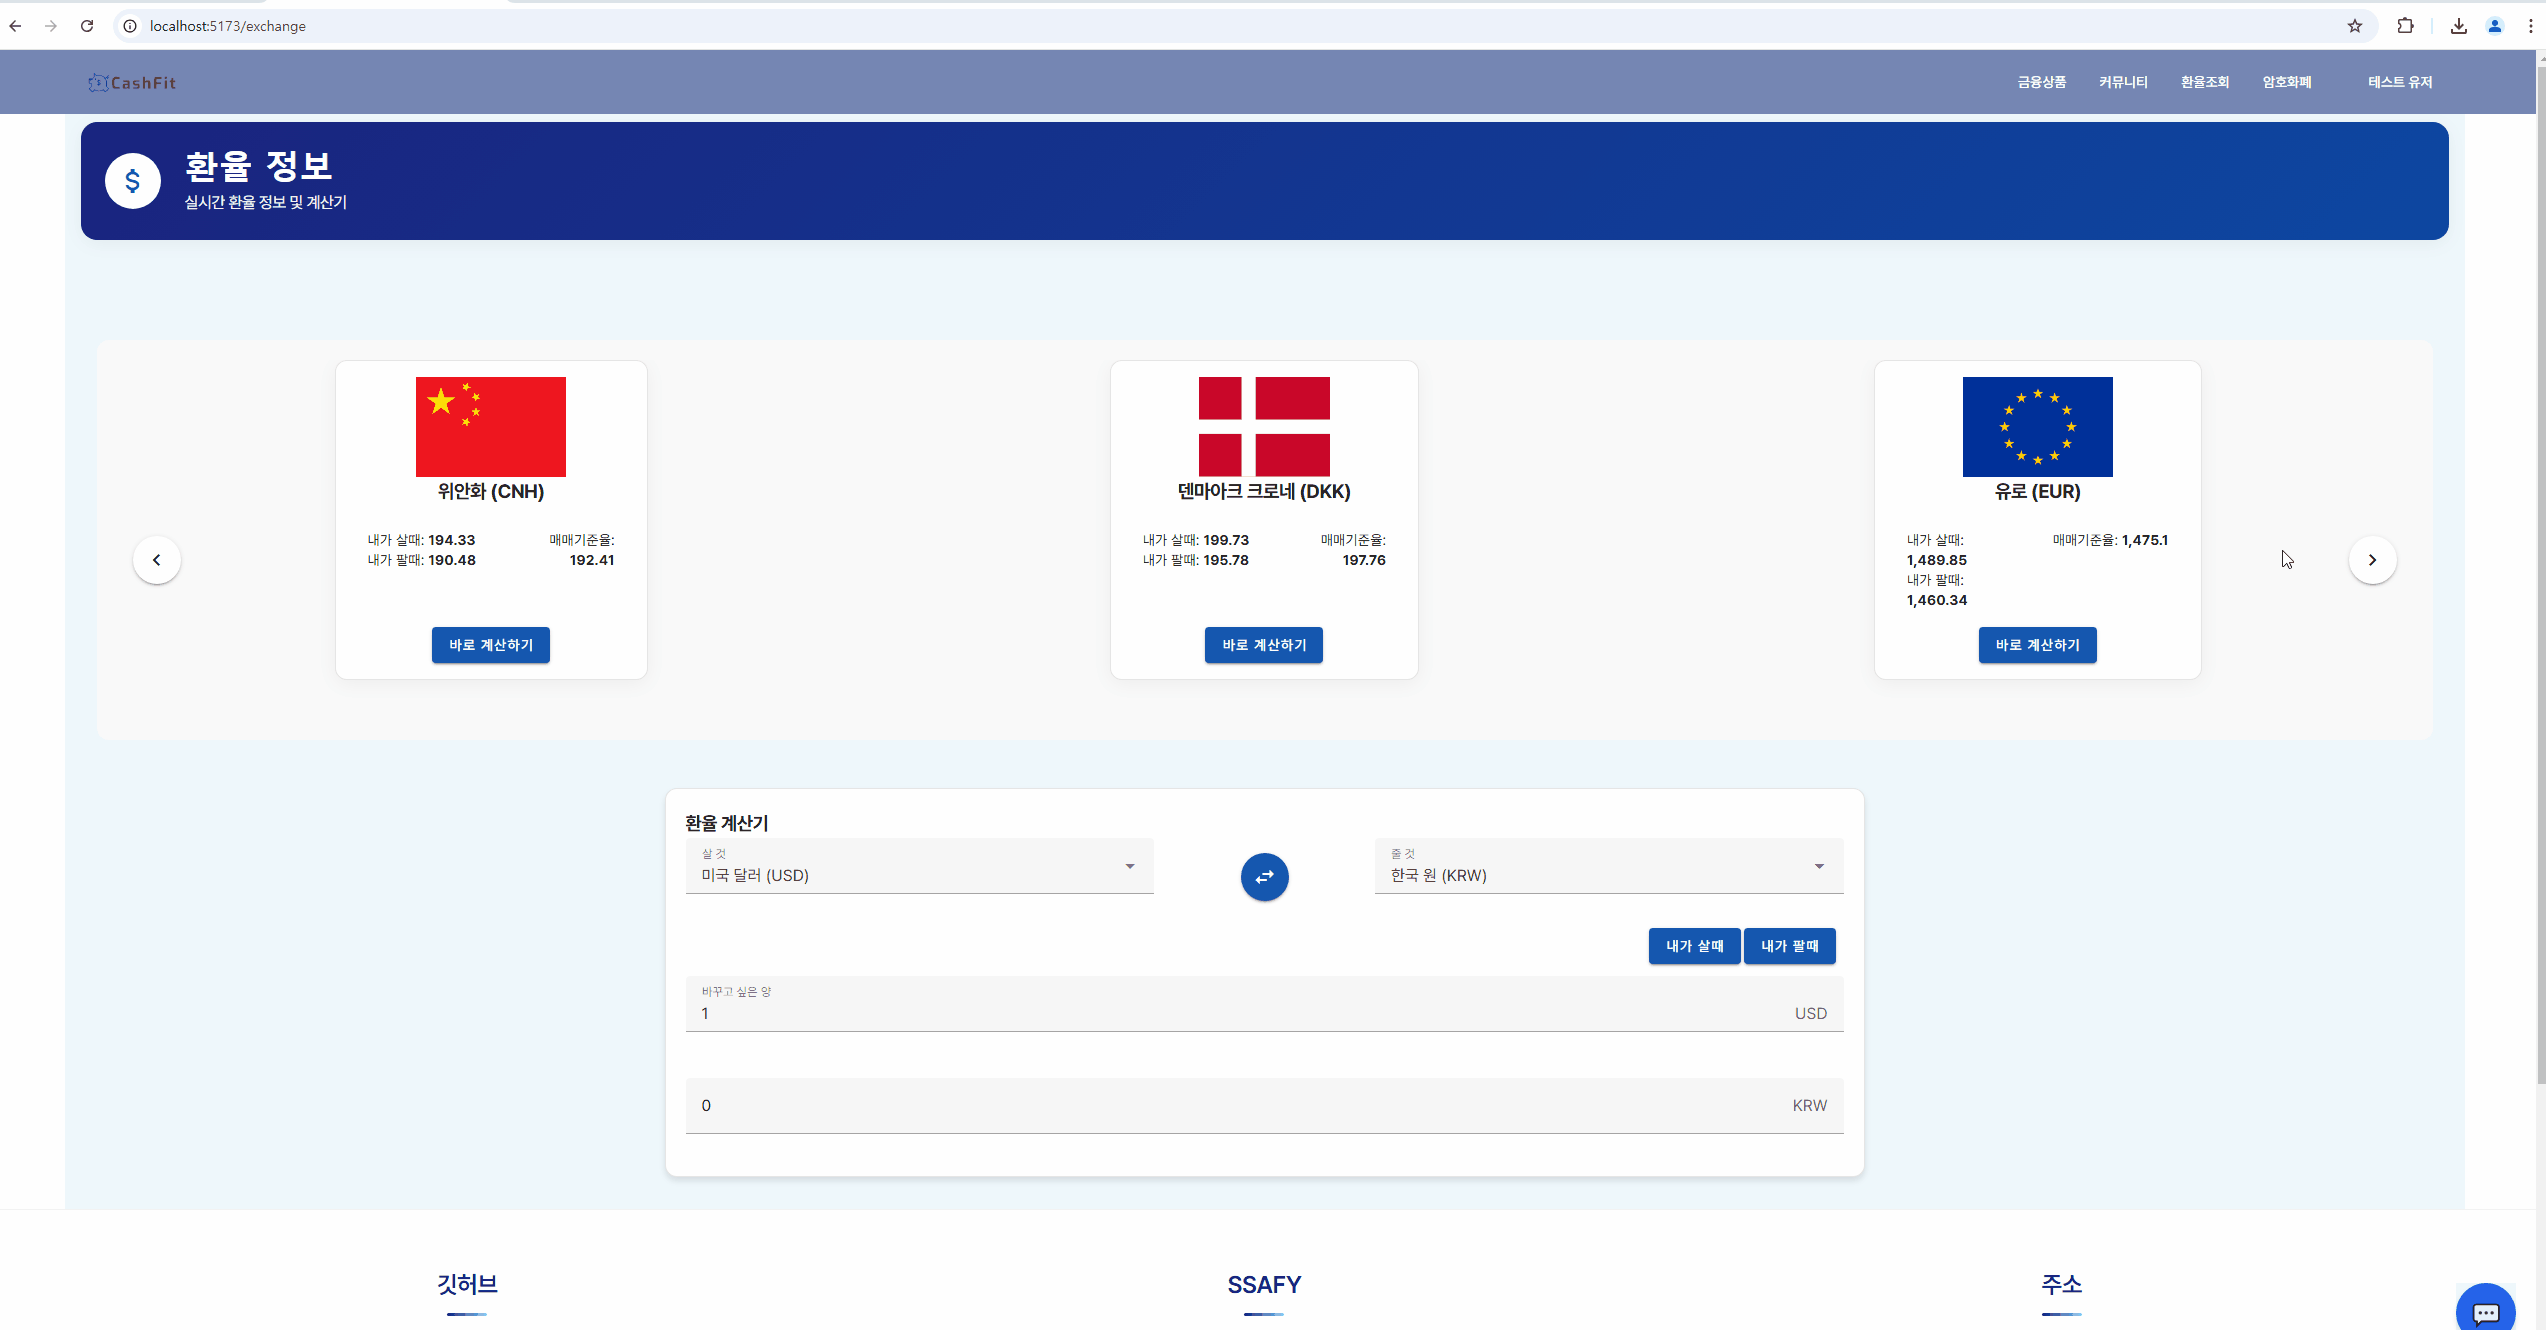 localhost:5173/exchange
CashFit
금융상품 커뮤니티 환율조회 암호화폐 테스트 유저
$
환율 정보
실시간 환율 정보 및 계산기
위안화 (CNH)
내가 살때: 194.33 매매기준율:
내가 팔때: 190.48 192.41
바로 계산하기
덴마아크 크로네 (DKK)
내가 살때: 199.73 매매기준율:
내가 팔때: 195.78 197.76
바로 계산하기
유로 (EUR)
내가 살때: 매매기준율: 1,475.1
1,489.85
내가 팔때:
1,460.34
바로 계산하기
환율 계산기
살 것
미국 달러 (USD)
줄 것
한국 원 (KRW)
내가 살때 내가 팔때
바꾸고 싶은 양
1 USD
0 KRW
깃허브 SSAFY 주소